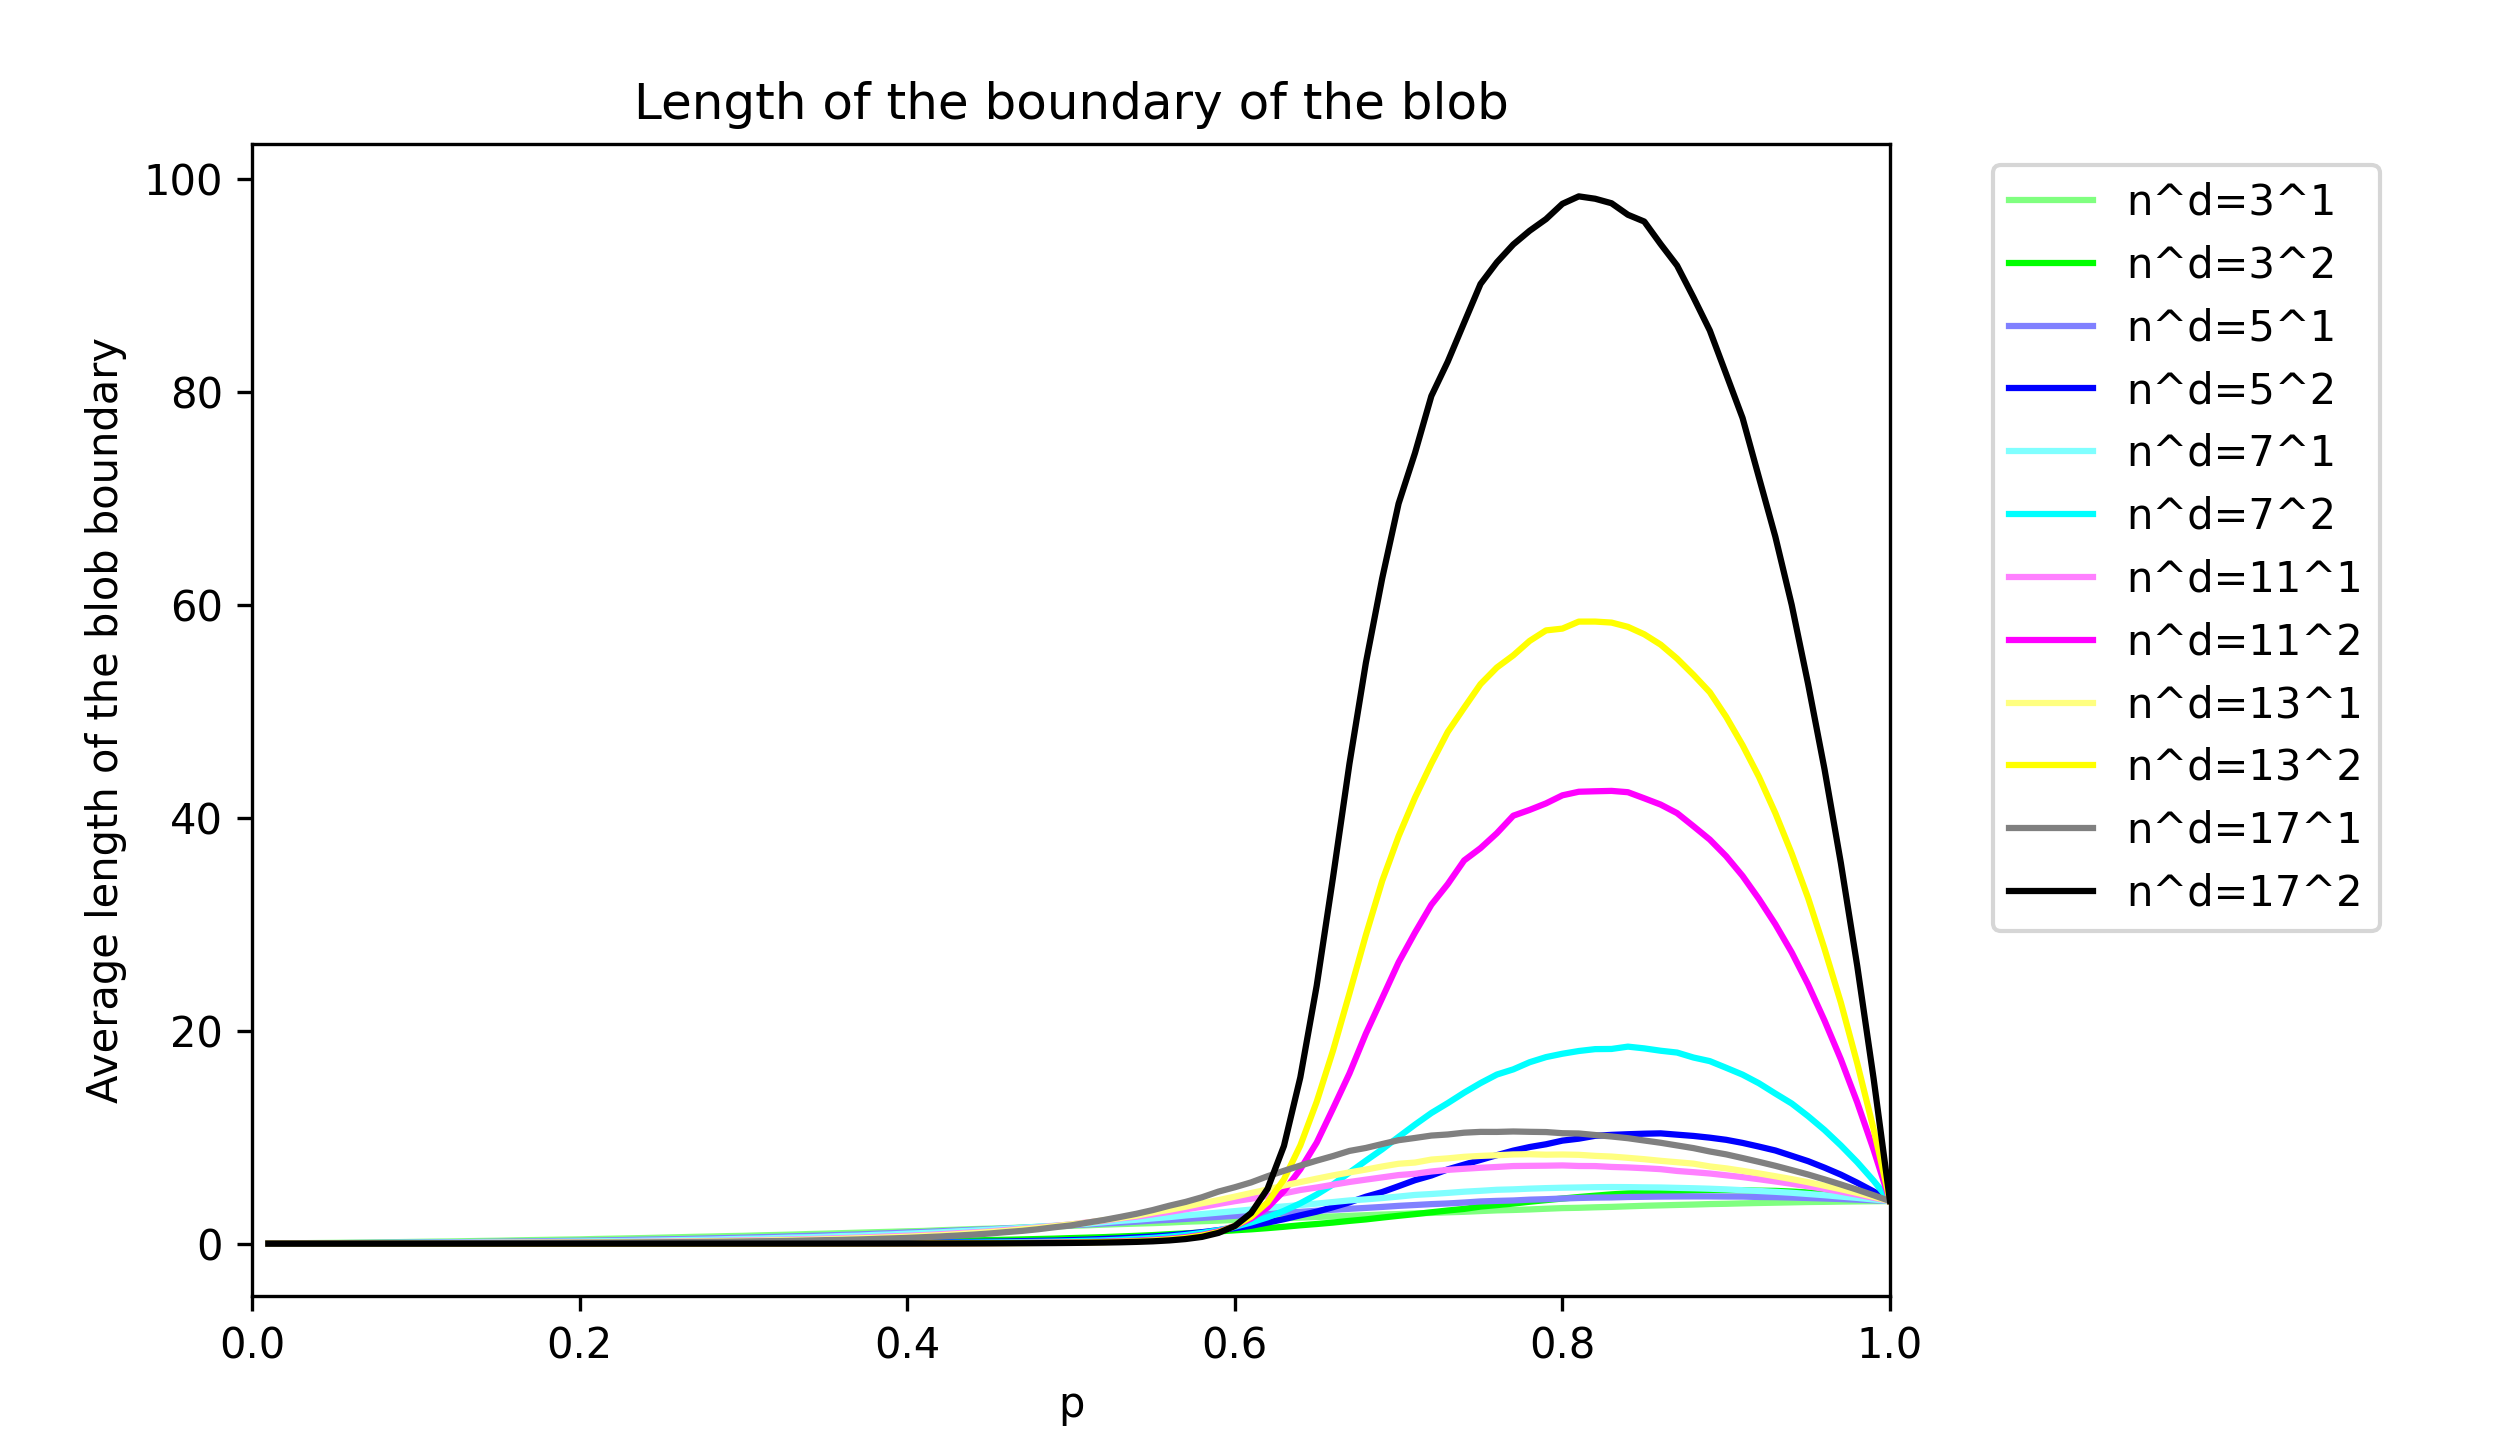 Length of the boundary of the blob
Average length of the blob boundary
100
80
60
40
20
0
0.0 0.2 0.4 0.6 0.8 1.0
p
n^d=3^1
n^d=3^2
n^d=5^1
n^d=5^2
n^d=7^1
n^d=7^2
n^d=11^1
n^d=11^2
n^d=13^1
n^d=13^2
n^d=17^1
n^d=17^2